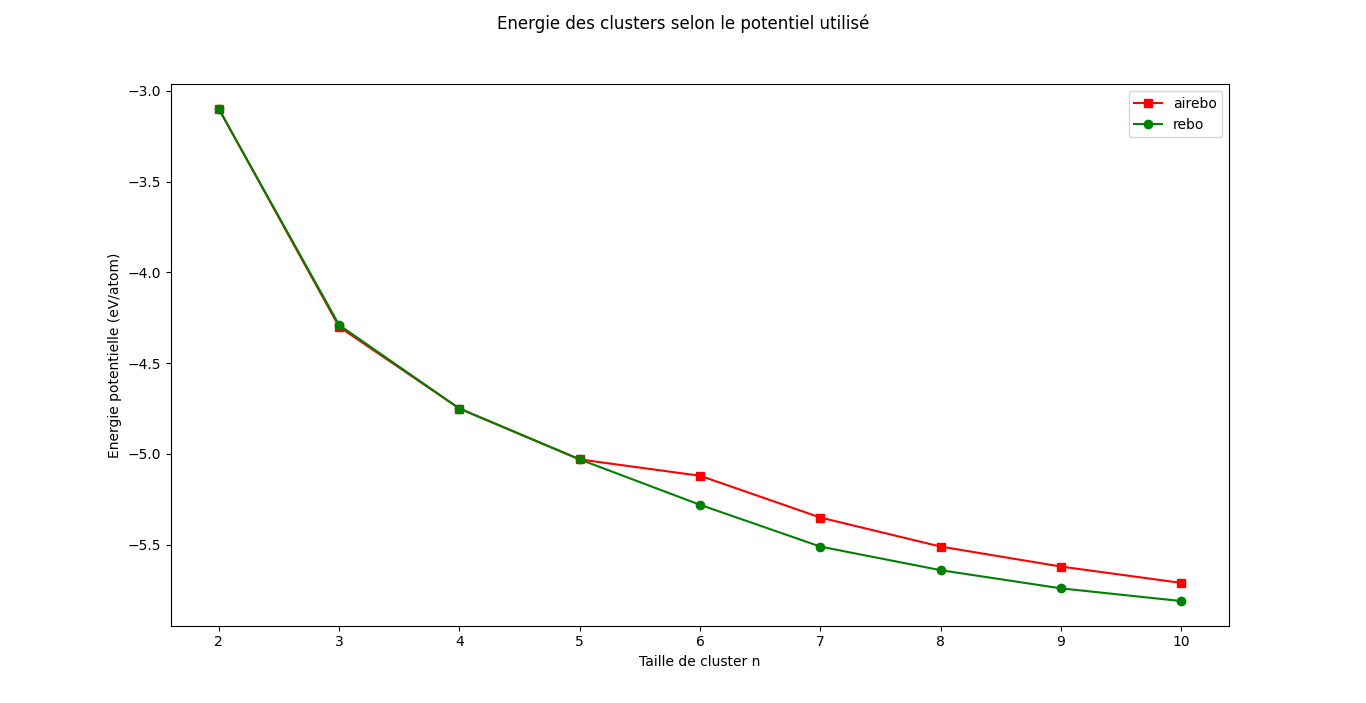 Energie des clusters selon le potentiel utilisé
airebo
rebo
−3.0
−3.5
−4.0
−4.5
−5.0
−5.5
Energie potentielle (eV/atom)
2 3 4 5 6 7 8 9 10
Taille de cluster n